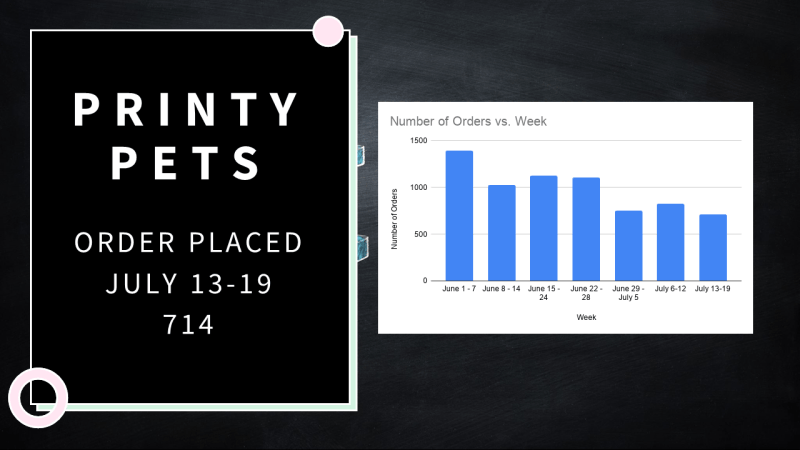 PRINTY
PETS
ORDER PLACED
JULY 13-19
714
Number of Orders vs. Week
1500
1000
500
0
Number of Orders
June 1 - 7
June 8 - 14
June 15 -
24
June 22 -
28
June 29 -
July 5
July 6-12
July 13-19
Week